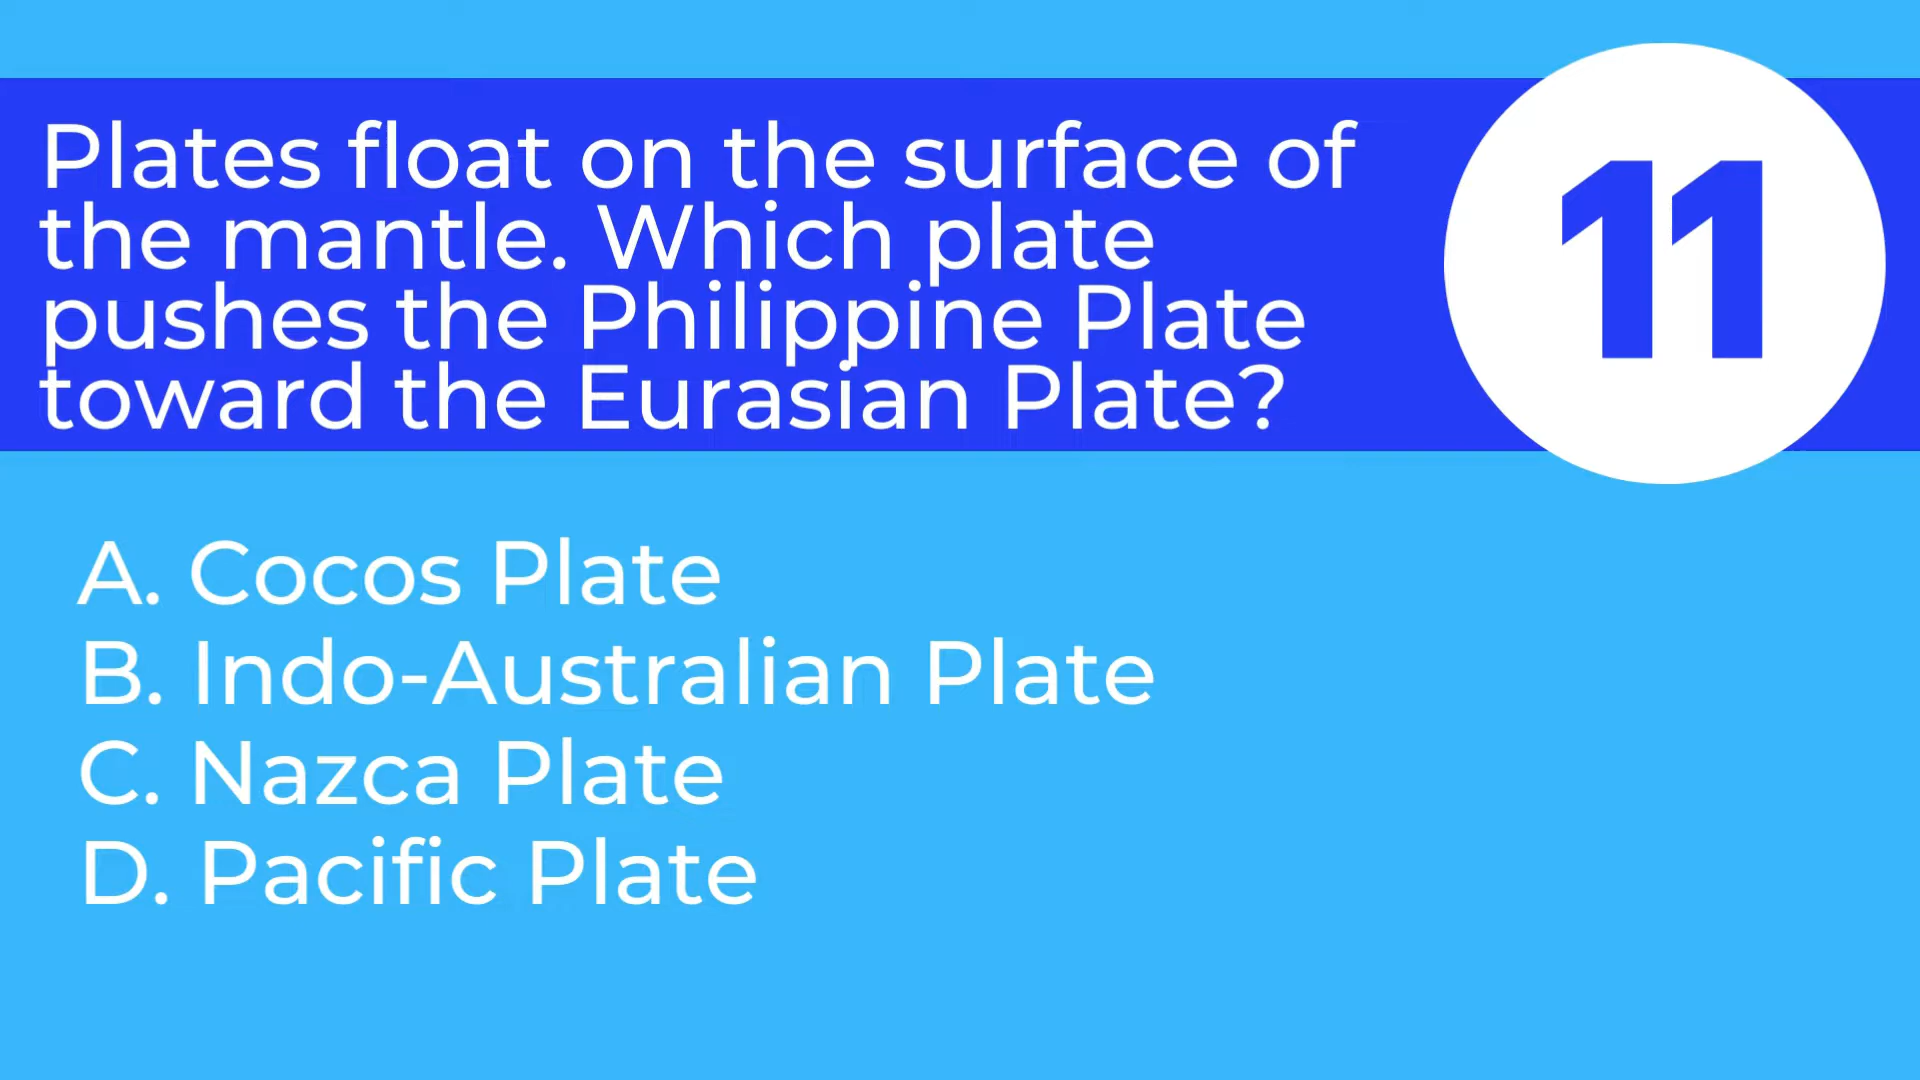 Plates float on the surface of
the mantle. Which plate
pushes the Philippine Plate
toward the Eurasian Plate?
11
A. Cocos Plate
B. Indo-Australian Plate
C. Nazca Plate
D. Pacific Plate